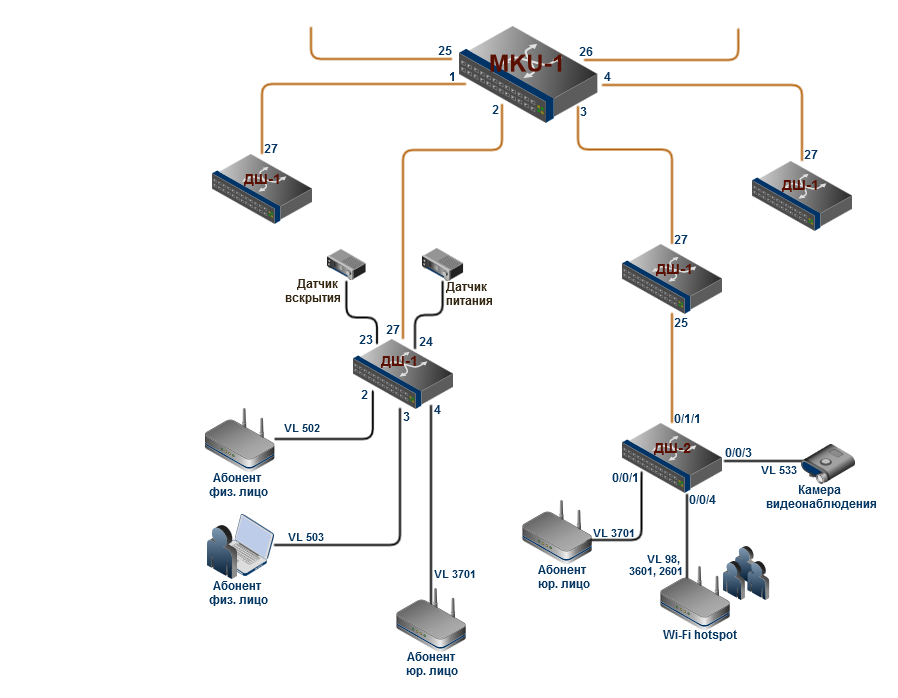 25
MKU-1
26
1
4
2
3
27
ДШ-1
27
ДШ-1
27
ДШ-1
25
Датчик
вскрытия
Датчик
питания
23
27
24
ДШ-1
2
3
4
VL 502
Абонент
физ. лицо
VL 503
Абонент
физ. лицо
VL 3701
Абонент
юр. лицо
0/1/1
ДШ-2
0/0/3
VL 533
Камера
видеонаблюдения
0/0/1
0/0/4
VL 3701
Абонент
юр. лицо
VL 98,
3601, 2601
Wi-Fi hotspot